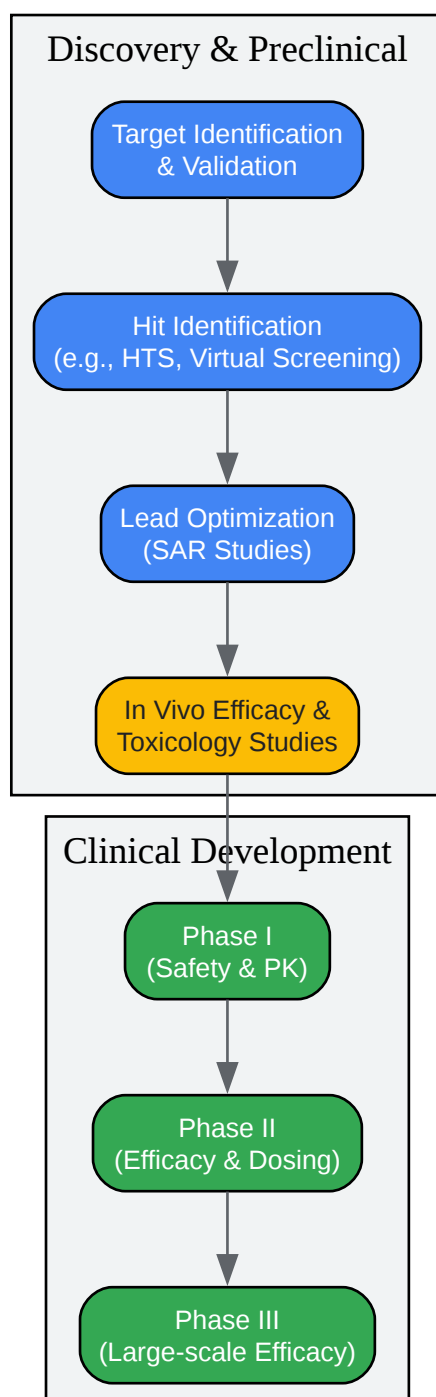 Discovery & Preclinical
Target Identification
& Validation
Hit Identification
(e.g., HTS, Virtual Screening)
Lead Optimization
(SAR Studies)
In Vivo Efficacy &
Toxicology Studies
Clinical Development
Phase I
(Safety & PK)
Phase II
(Efficacy & Dosing)
Phase III
(Large-scale Efficacy)